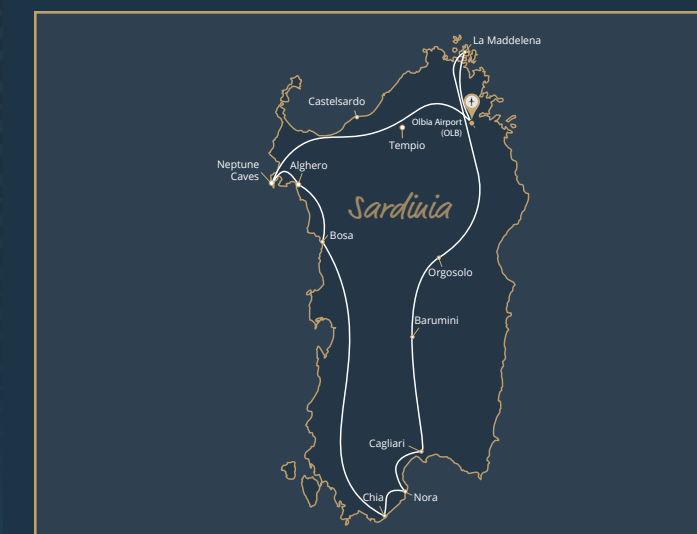 La Maddelena
Castelsardo
Olbia Airport
(OLB)
Tempio
Neptune
Caves
Alghero
Sardinia
Bosa
Orgosolo
Barumini
Cagliari
Chia
Nora